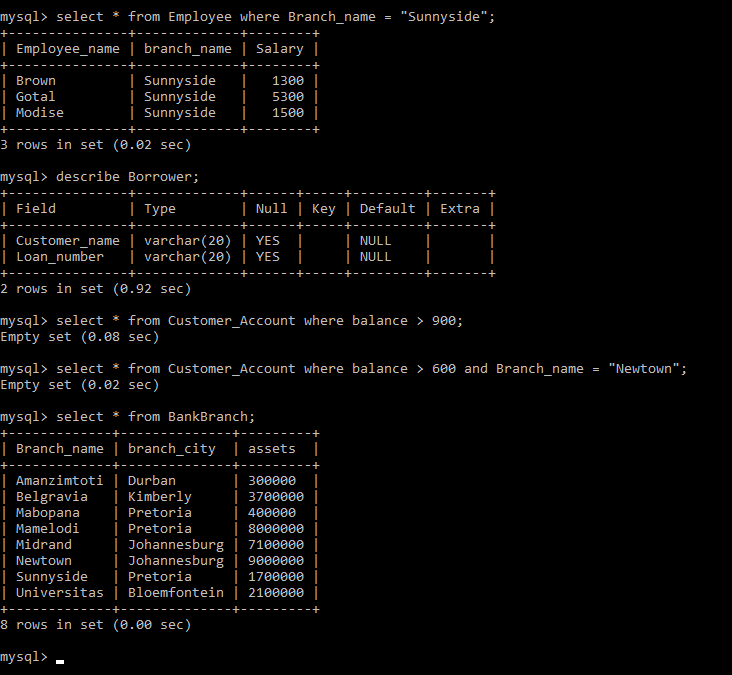 mysql> select * from Employee where Branch_name = "Sunnyside";
+---------------+-------------+--------+
| Employee_name | branch_name | Salary |
+---------------+-------------+--------+
| Brown         | Sunnyside   |   1300 |
| Gotal         | Sunnyside   |   5300 |
| Modise        | Sunnyside   |   1500 |
+---------------+-------------+--------+
3 rows in set (0.02 sec)
mysql> describe Borrower;
+---------------+-------------+------+-----+---------+-------+
| Field         | Type        | Null | Key | Default | Extra |
+---------------+-------------+------+-----+---------+-------+
| Customer_name | varchar(20) | YES  |     | NULL    |       |
| Loan_number   | varchar(20) | YES  |     | NULL    |       |
+---------------+-------------+------+-----+---------+-------+
2 rows in set (0.92 sec)
mysql> select * from Customer_Account where balance > 900;
Empty set (0.08 sec)
mysql> select * from Customer_Account where balance > 600 and Branch_name = "Newtown";
Empty set (0.02 sec)
mysql> select * from BankBranch;
+-------------+--------------+---------+
| Branch_name | branch_city  | assets  |
+-------------+--------------+---------+
| Amanzimtoti | Durban       | 300000  |
| Belgravia   | Kimberly     | 3700000 |
| Mabopana    | Pretoria     | 400000  |
| Mamelodi    | Pretoria     | 8000000 |
| Midrand     | Johannesburg | 7100000 |
| Newtown     | Johannesburg | 9000000 |
| Sunnyside   | Pretoria     | 1700000 |
| Universitas | Bloemfontein | 2100000 |
+-------------+--------------+---------+
8 rows in set (0.00 sec)
mysql> _